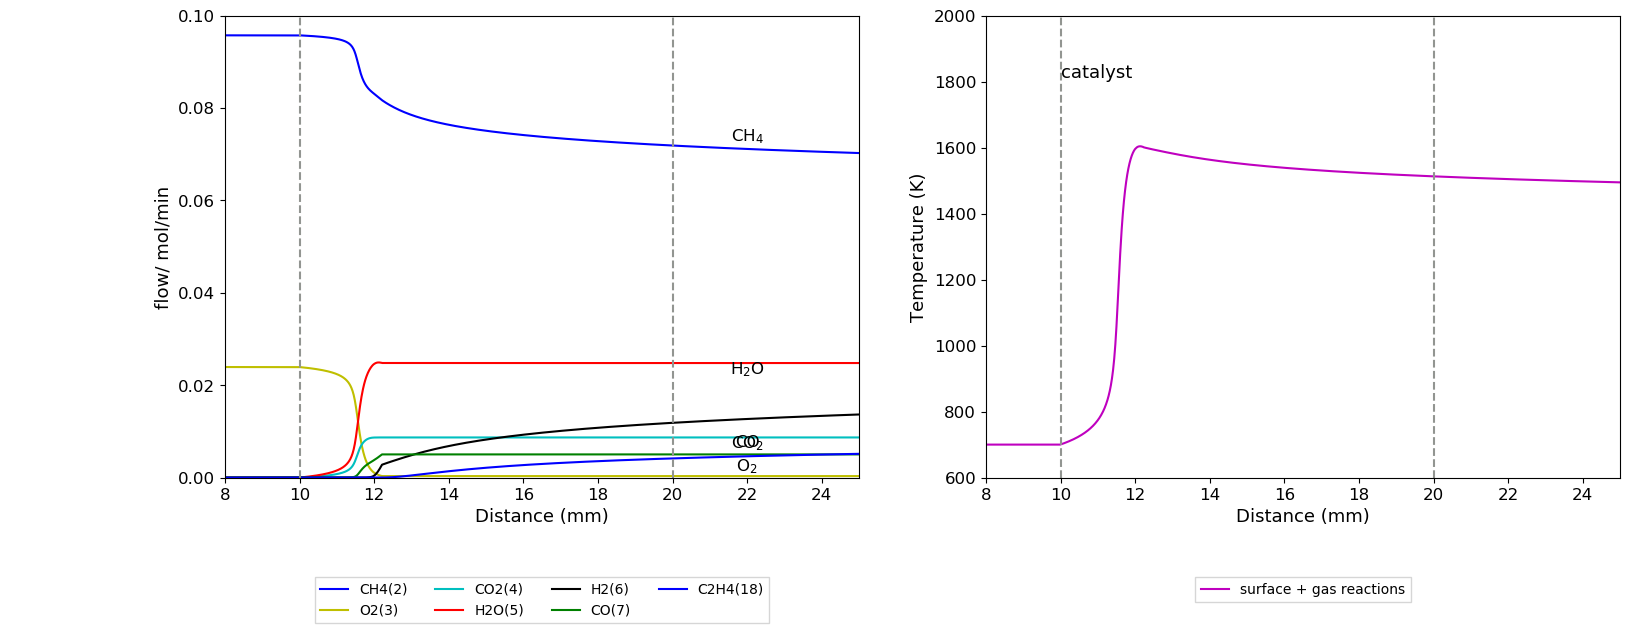 0.10
0.08
0.06
0.04
0.02
0.00
flow/ mol/min
CH₄
H₂O
CO
CO₂
O₂
8 10 12 14 16 18 20 22 24
Distance (mm)
CH4(2) CO2(4) H2(6) C2H4(18)
O2(3) H2O(5) CO(7)
2000
1800
1600
1400
1200
1000
800
600
Temperature (K)
catalyst
8 10 12 14 16 18 20 22 24
Distance (mm)
surface + gas reactions